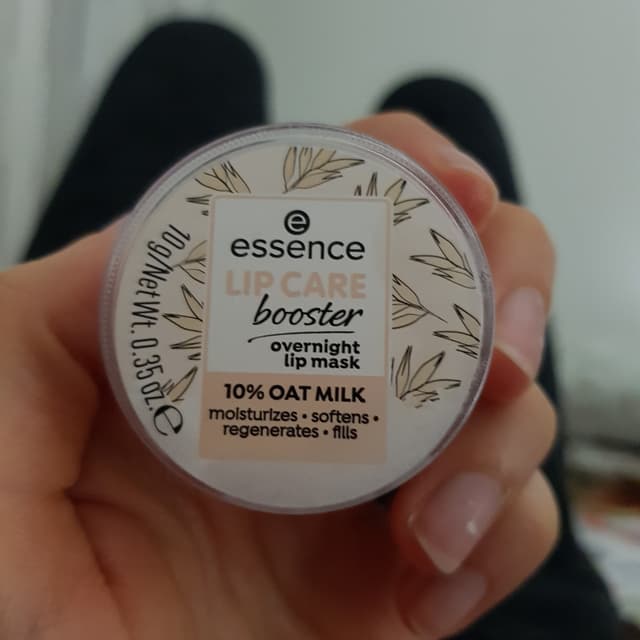 essence
LIP CARE
booster
overnight
lip mask
10% OAT MILK
moisturizes • softens •
regenerates • fills
10g/Net Wt. 0.35 oz. e